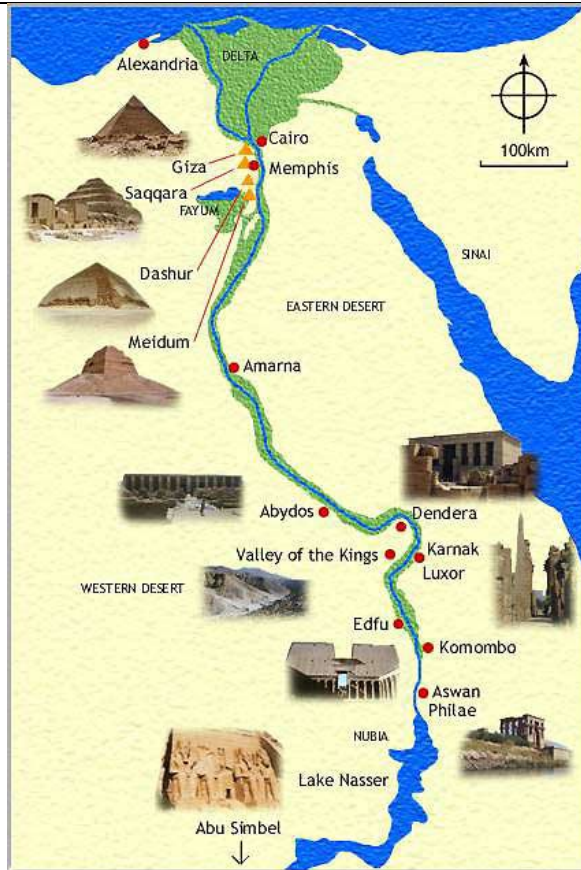 Alexandria
DELTA
Cairo
100km
Giza
Memphis
Saqqara
FAYUM
SINAI
Dashur
EASTERN DESERT
Meidum
Amarna
Abydos
Dendera
Valley of the Kings
Karnak
Luxor
WESTERN DESERT
Edfu
Komombo
Aswan
Philae
NUBIA
Lake Nasser
Abu Simbel